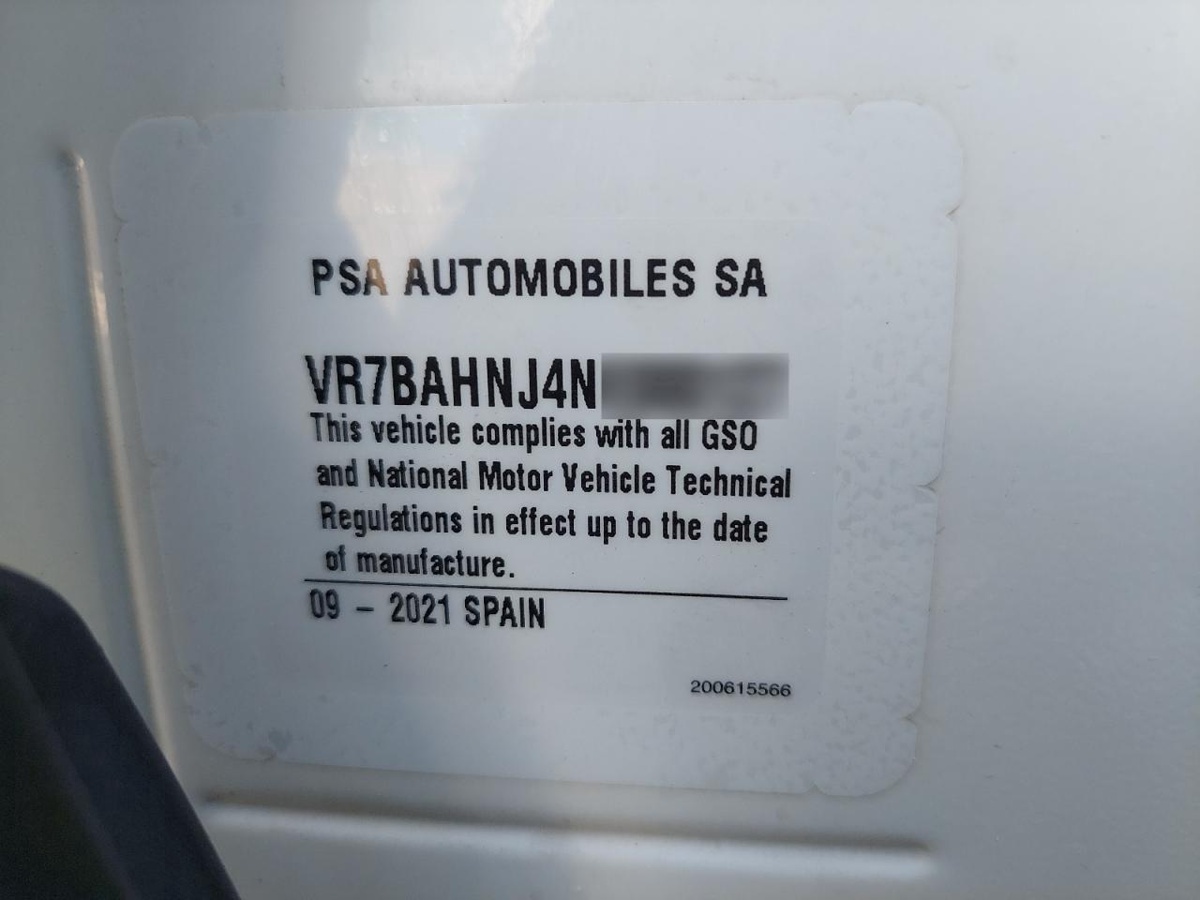 PSA AUTOMOBILES SA
VR7BAHNJ4N
This vehicle complies with all GSO
and National Motor Vehicle Technical
Regulations in effect up to the date
of manufacture.
09 - 2021 SPAIN
200615566